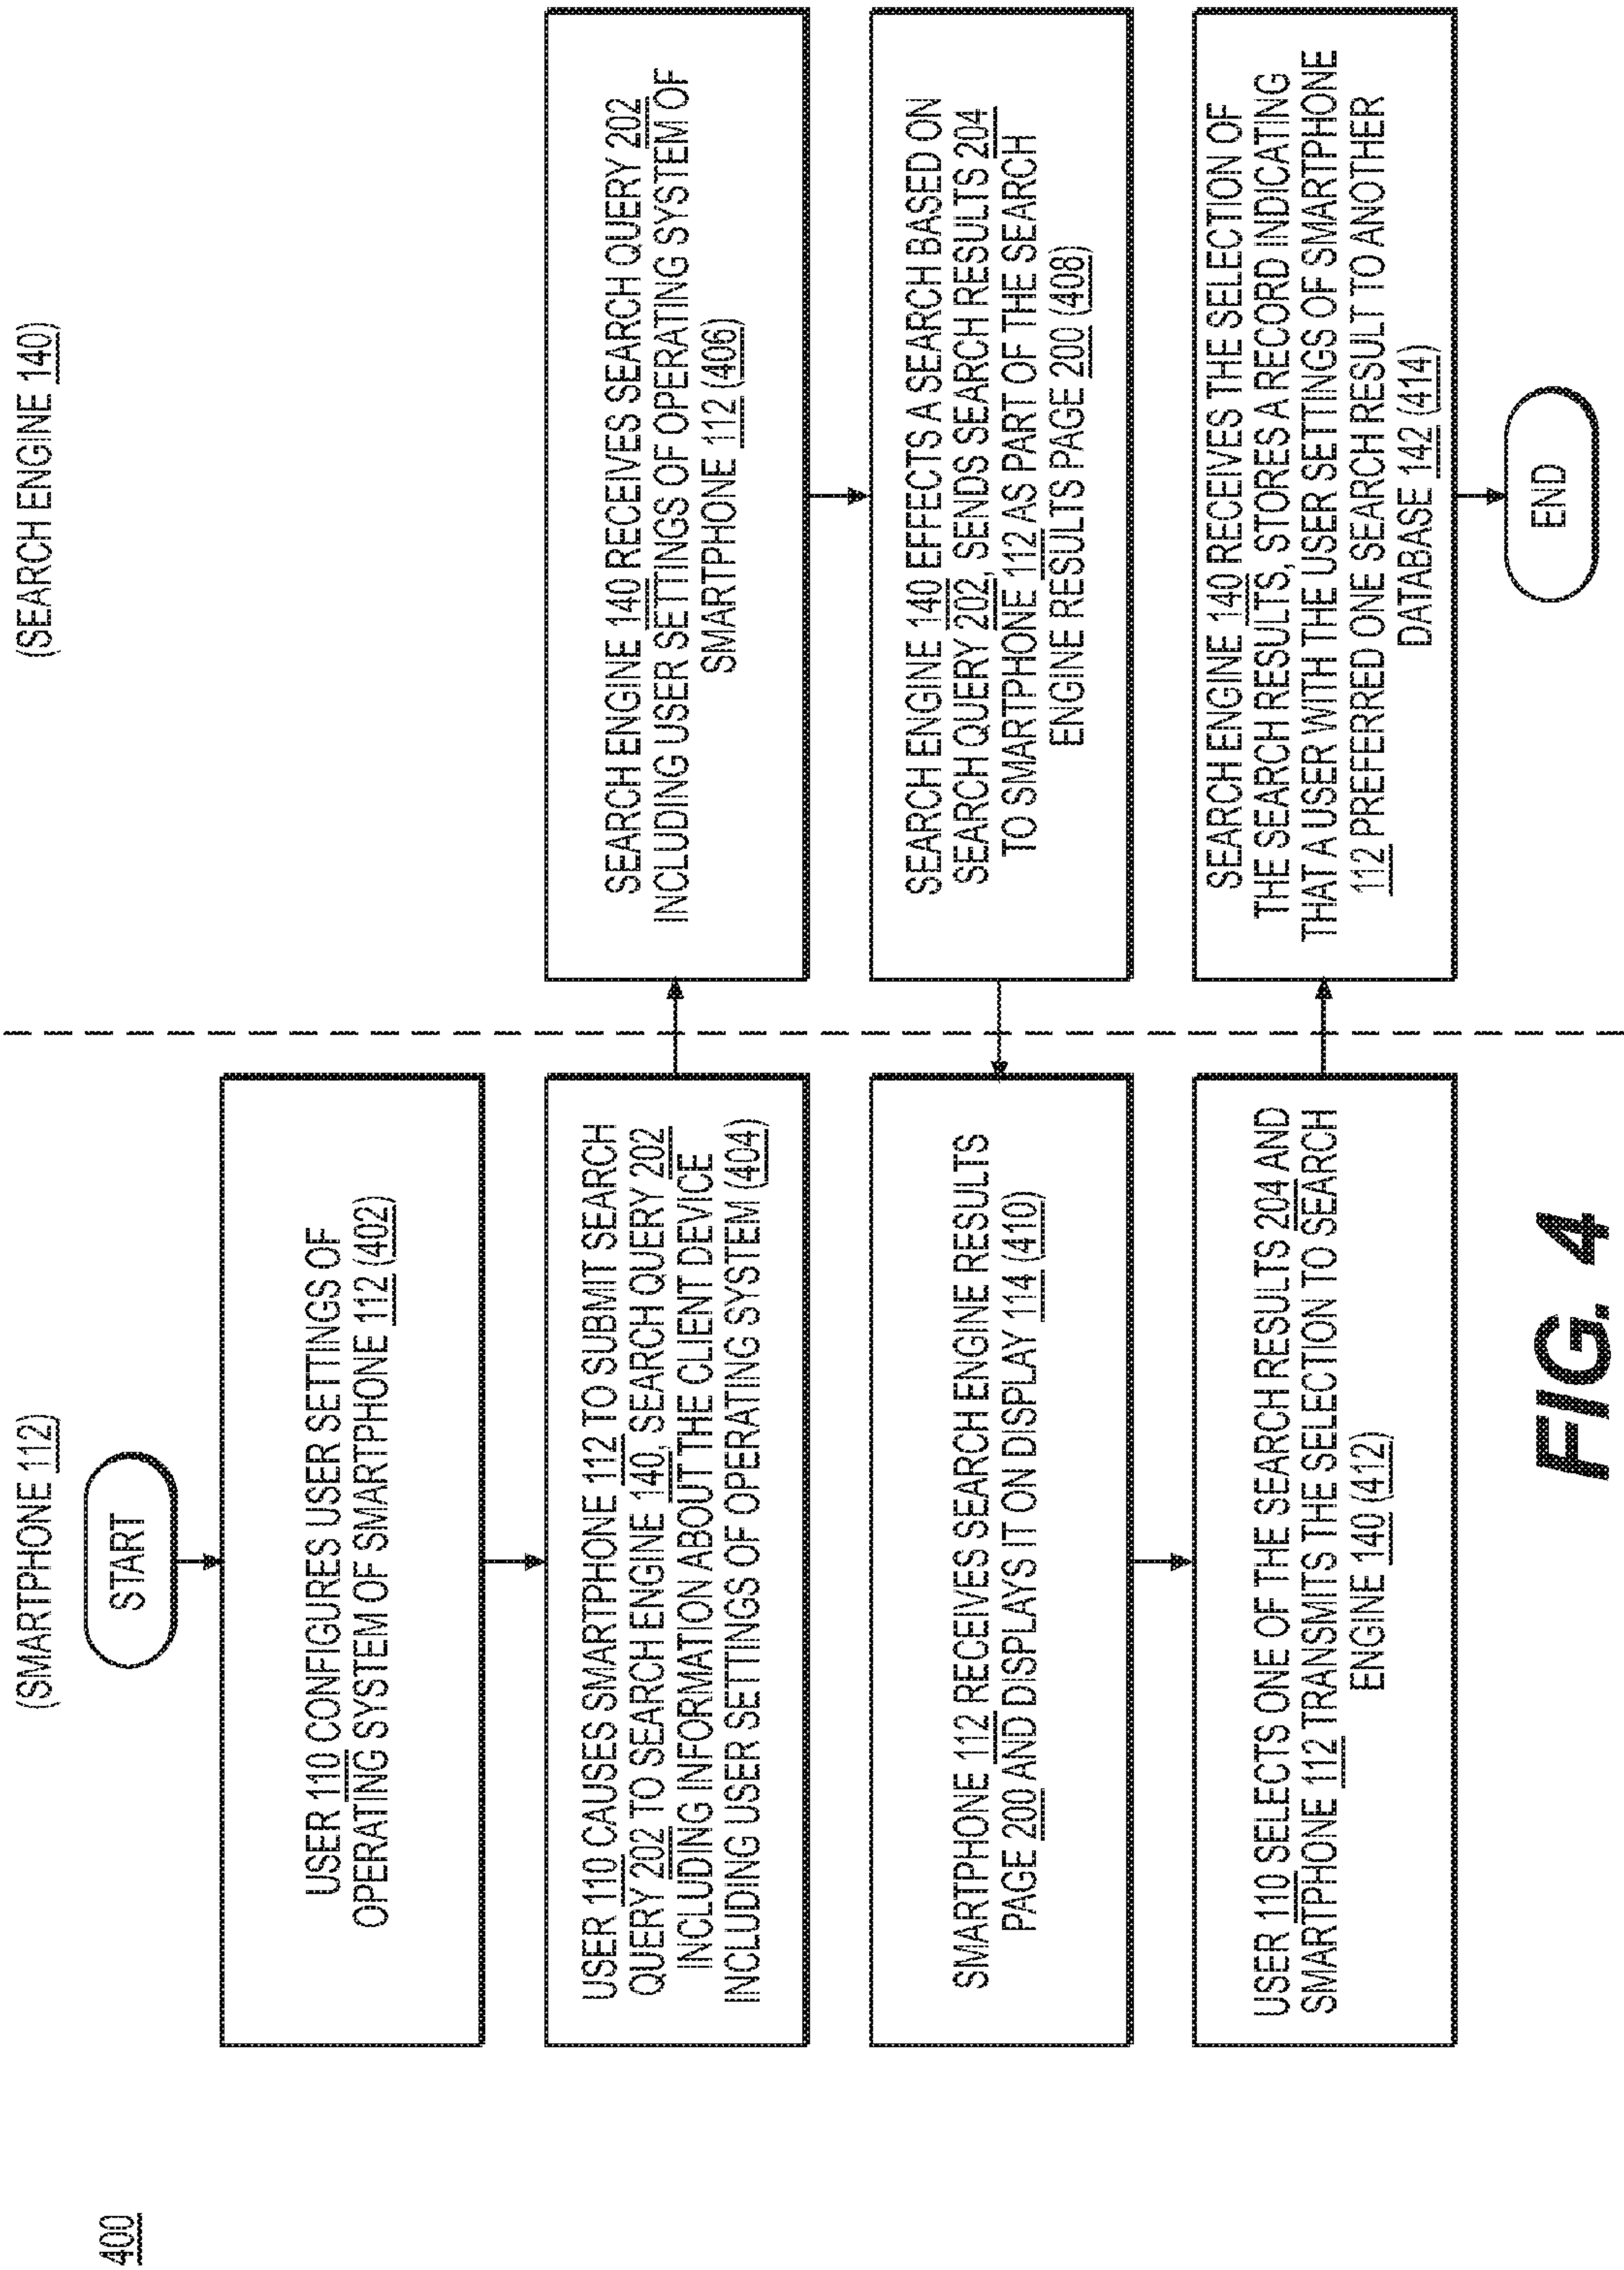 400
(SMARTPHONE 112)
(SEARCH ENGINE 140)
START
USER 110 CONFIGURES USER SETTINGS OF
OPERATING SYSTEM OF SMARTPHONE 112 (402)
USER 110 CAUSES SMARTPHONE 112 TO SUBMIT SEARCH
QUERY 202 TO SEARCH ENGINE 140, SEARCH QUERY 202
INCLUDING INFORMATION ABOUT THE CLIENT DEVICE
INCLUDING USER SETTINGS OF OPERATING SYSTEM (404)
SEARCH ENGINE 140 RECEIVES SEARCH QUERY 202
INCLUDING USER SETTINGS OF OPERATING SYSTEM OF
SMARTPHONE 112 (406)
SEARCH ENGINE 140 EFFECTS A SEARCH BASED ON
SEARCH QUERY 202, SENDS SEARCH RESULTS 204
TO SMARTPHONE 112 AS PART OF THE SEARCH
ENGINE RESULTS PAGE 200 (408)
SMARTPHONE 112 RECEIVES SEARCH ENGINE RESULTS
PAGE 200 AND DISPLAYS IT ON DISPLAY 114 (410)
USER 110 SELECTS ONE OF THE SEARCH RESULTS 204 AND
SMARTPHONE 112 TRANSMITS THE SELECTION TO SEARCH
ENGINE 140 (412)
SEARCH ENGINE 140 RECEIVES THE SELECTION OF
THE SEARCH RESULTS, STORES A RECORD INDICATING
THAT A USER WITH THE USER SETTINGS OF SMARTPHONE
112 PREFERRED ONE SEARCH RESULT TO ANOTHER
DATABASE 142 (414)
END
FIG. 4